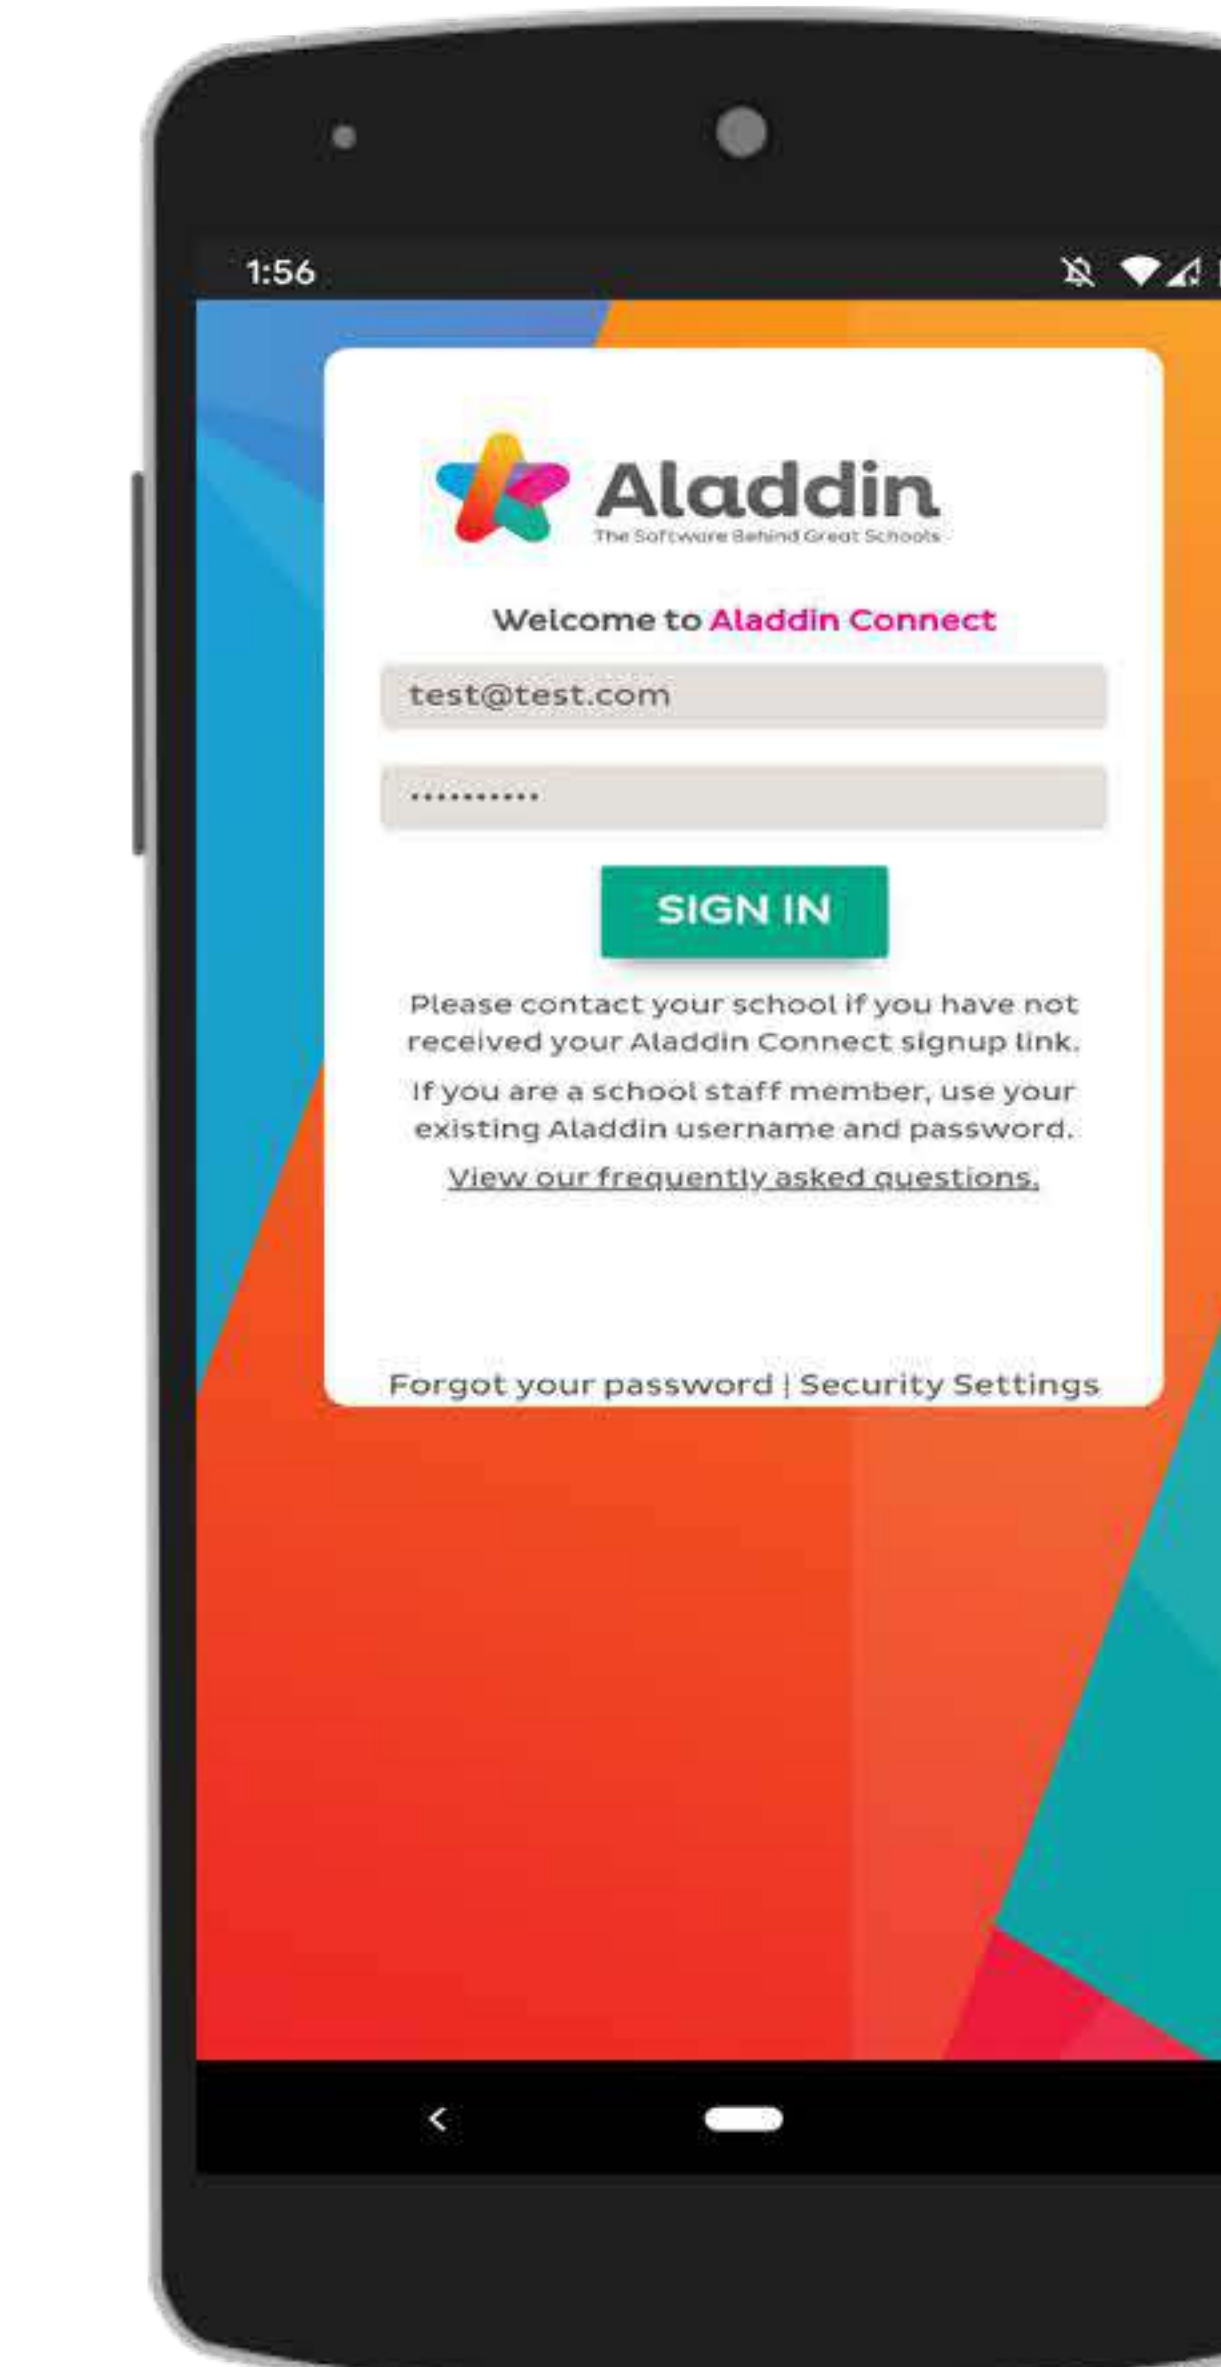 1:56
Aladdin
The Software Behind Great Schools
Welcome to Aladdin Connect
test@test.com
••••••••••
SIGN IN
Please contact your school if you have not
received your Aladdin Connect signup link.
If you are a school staff member, use your
existing Aladdin username and password.
View our frequently asked questions.
Forgot your password | Security Settings